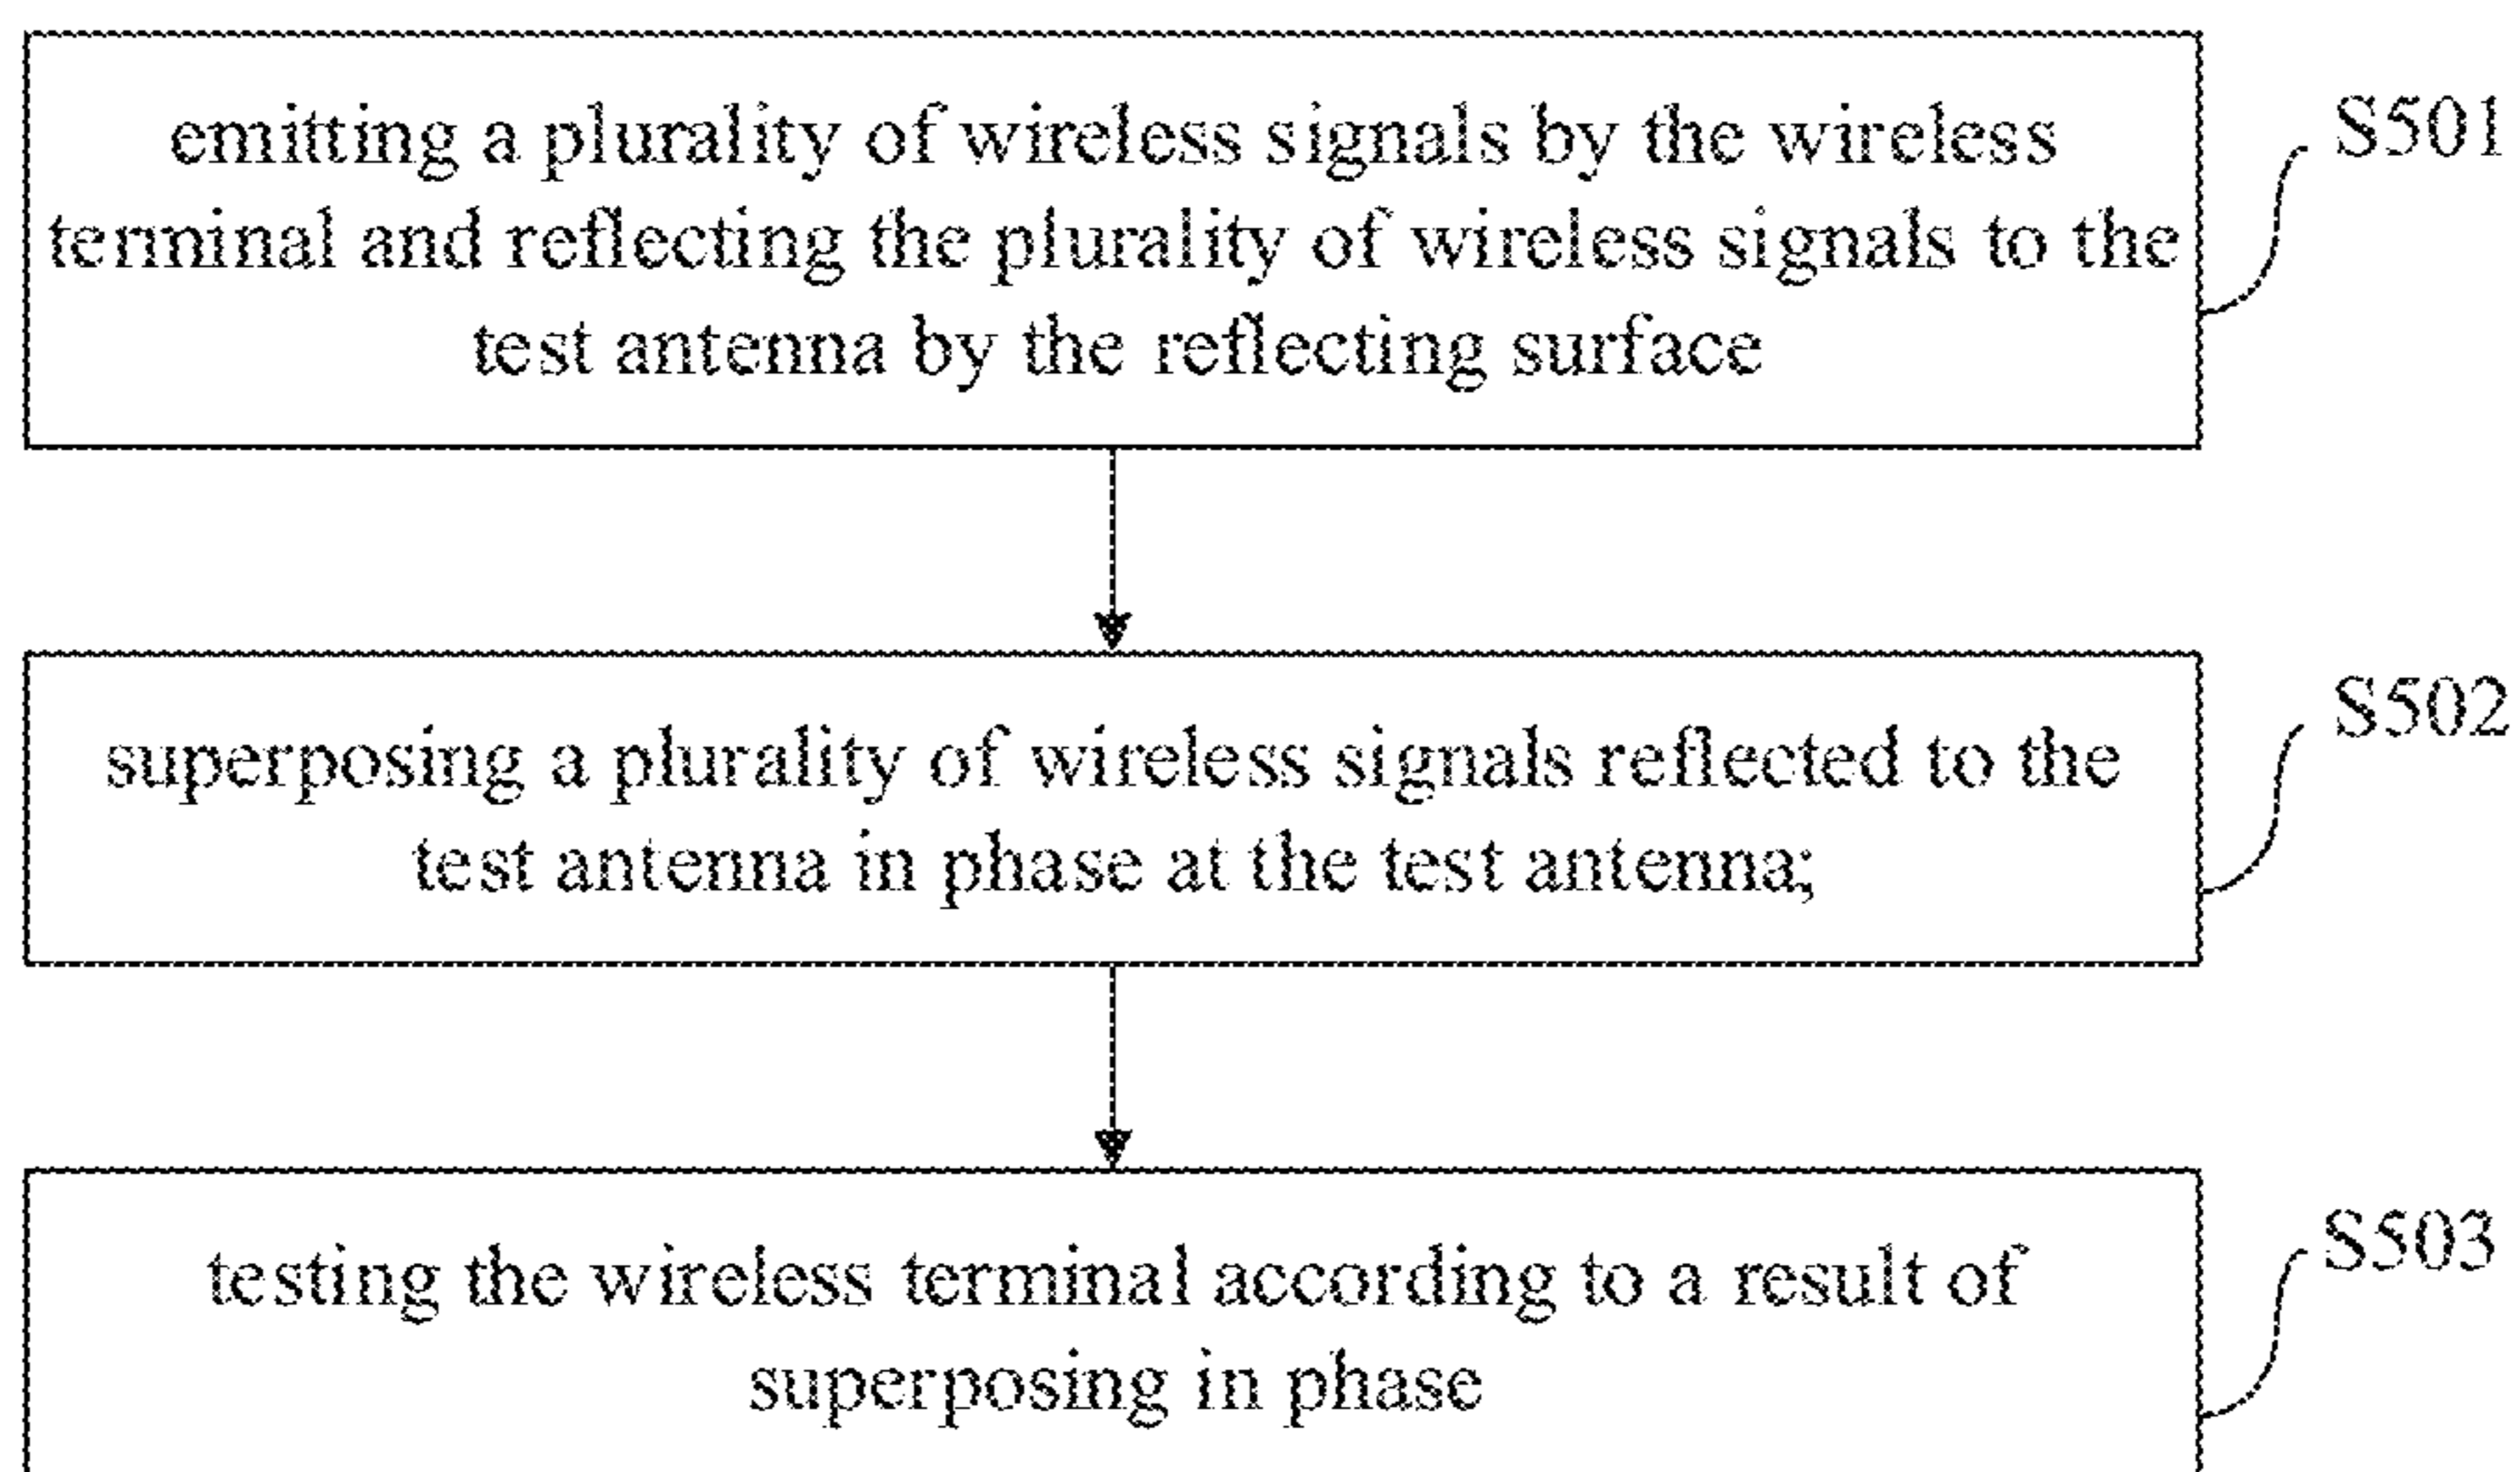 emitting a plurality of wireless signals by the wireless
terminal and reflecting the plurality of wireless signals to the
test antenna by the reflecting surface
S501
superposing a plurality of wireless signals reflected to the
test antenna in phase at the test antenna;
S502
testing the wireless terminal according to a result of
superposing in phase
S503